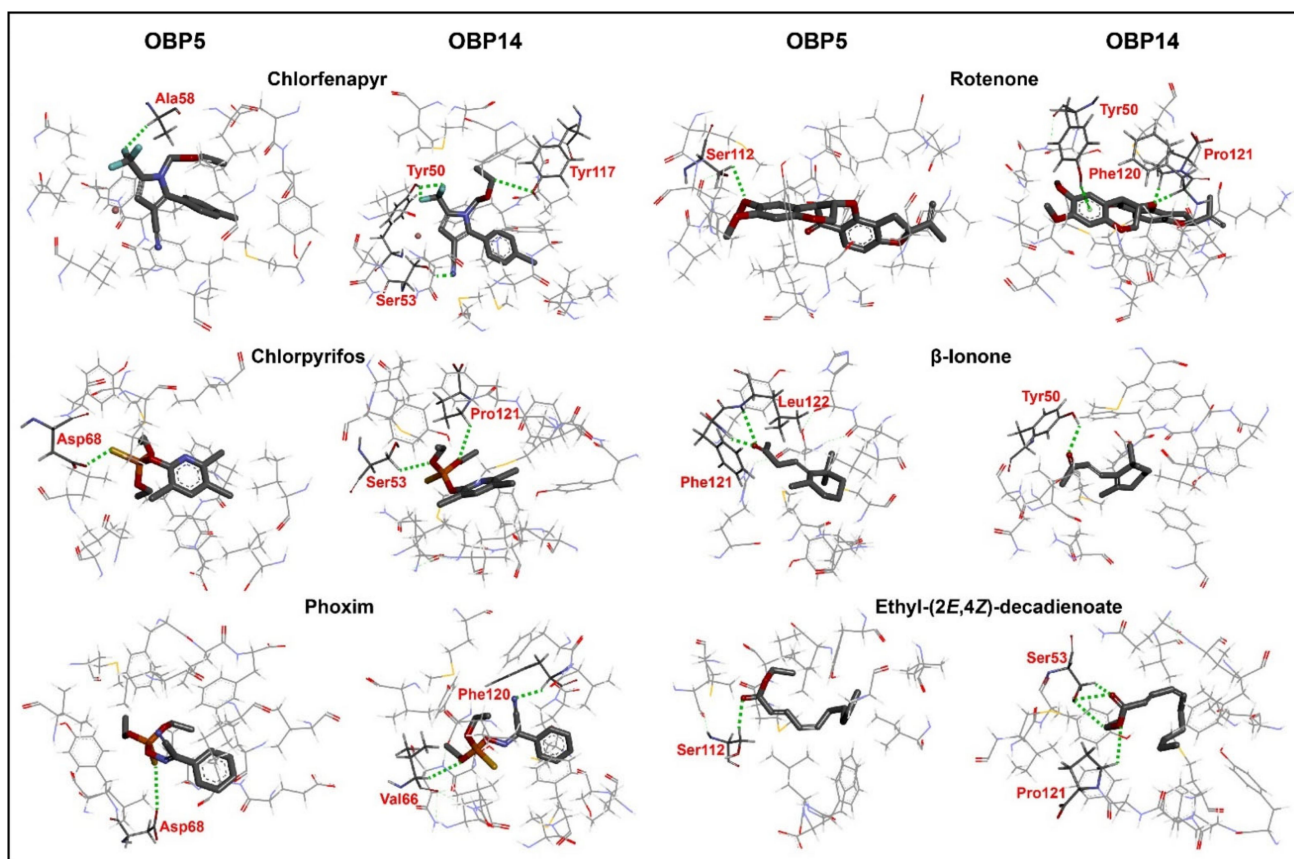 OBP5 OBP14 OBP5 OBP14
Chlorfenapyr Rotenone
Ala58
Tyr50
Tyr117
Ser53
Ser112
Tyr50
Pro121
Phe120
Chlorpyrifos β-Ionone
Asp68
Pro121
Ser53
Leu122
Phe121
Tyr50
Phoxim Ethyl-(2E,4Z)-decadienoate
Asp68
Phe120
Val66
Ser112
Ser53
Pro121